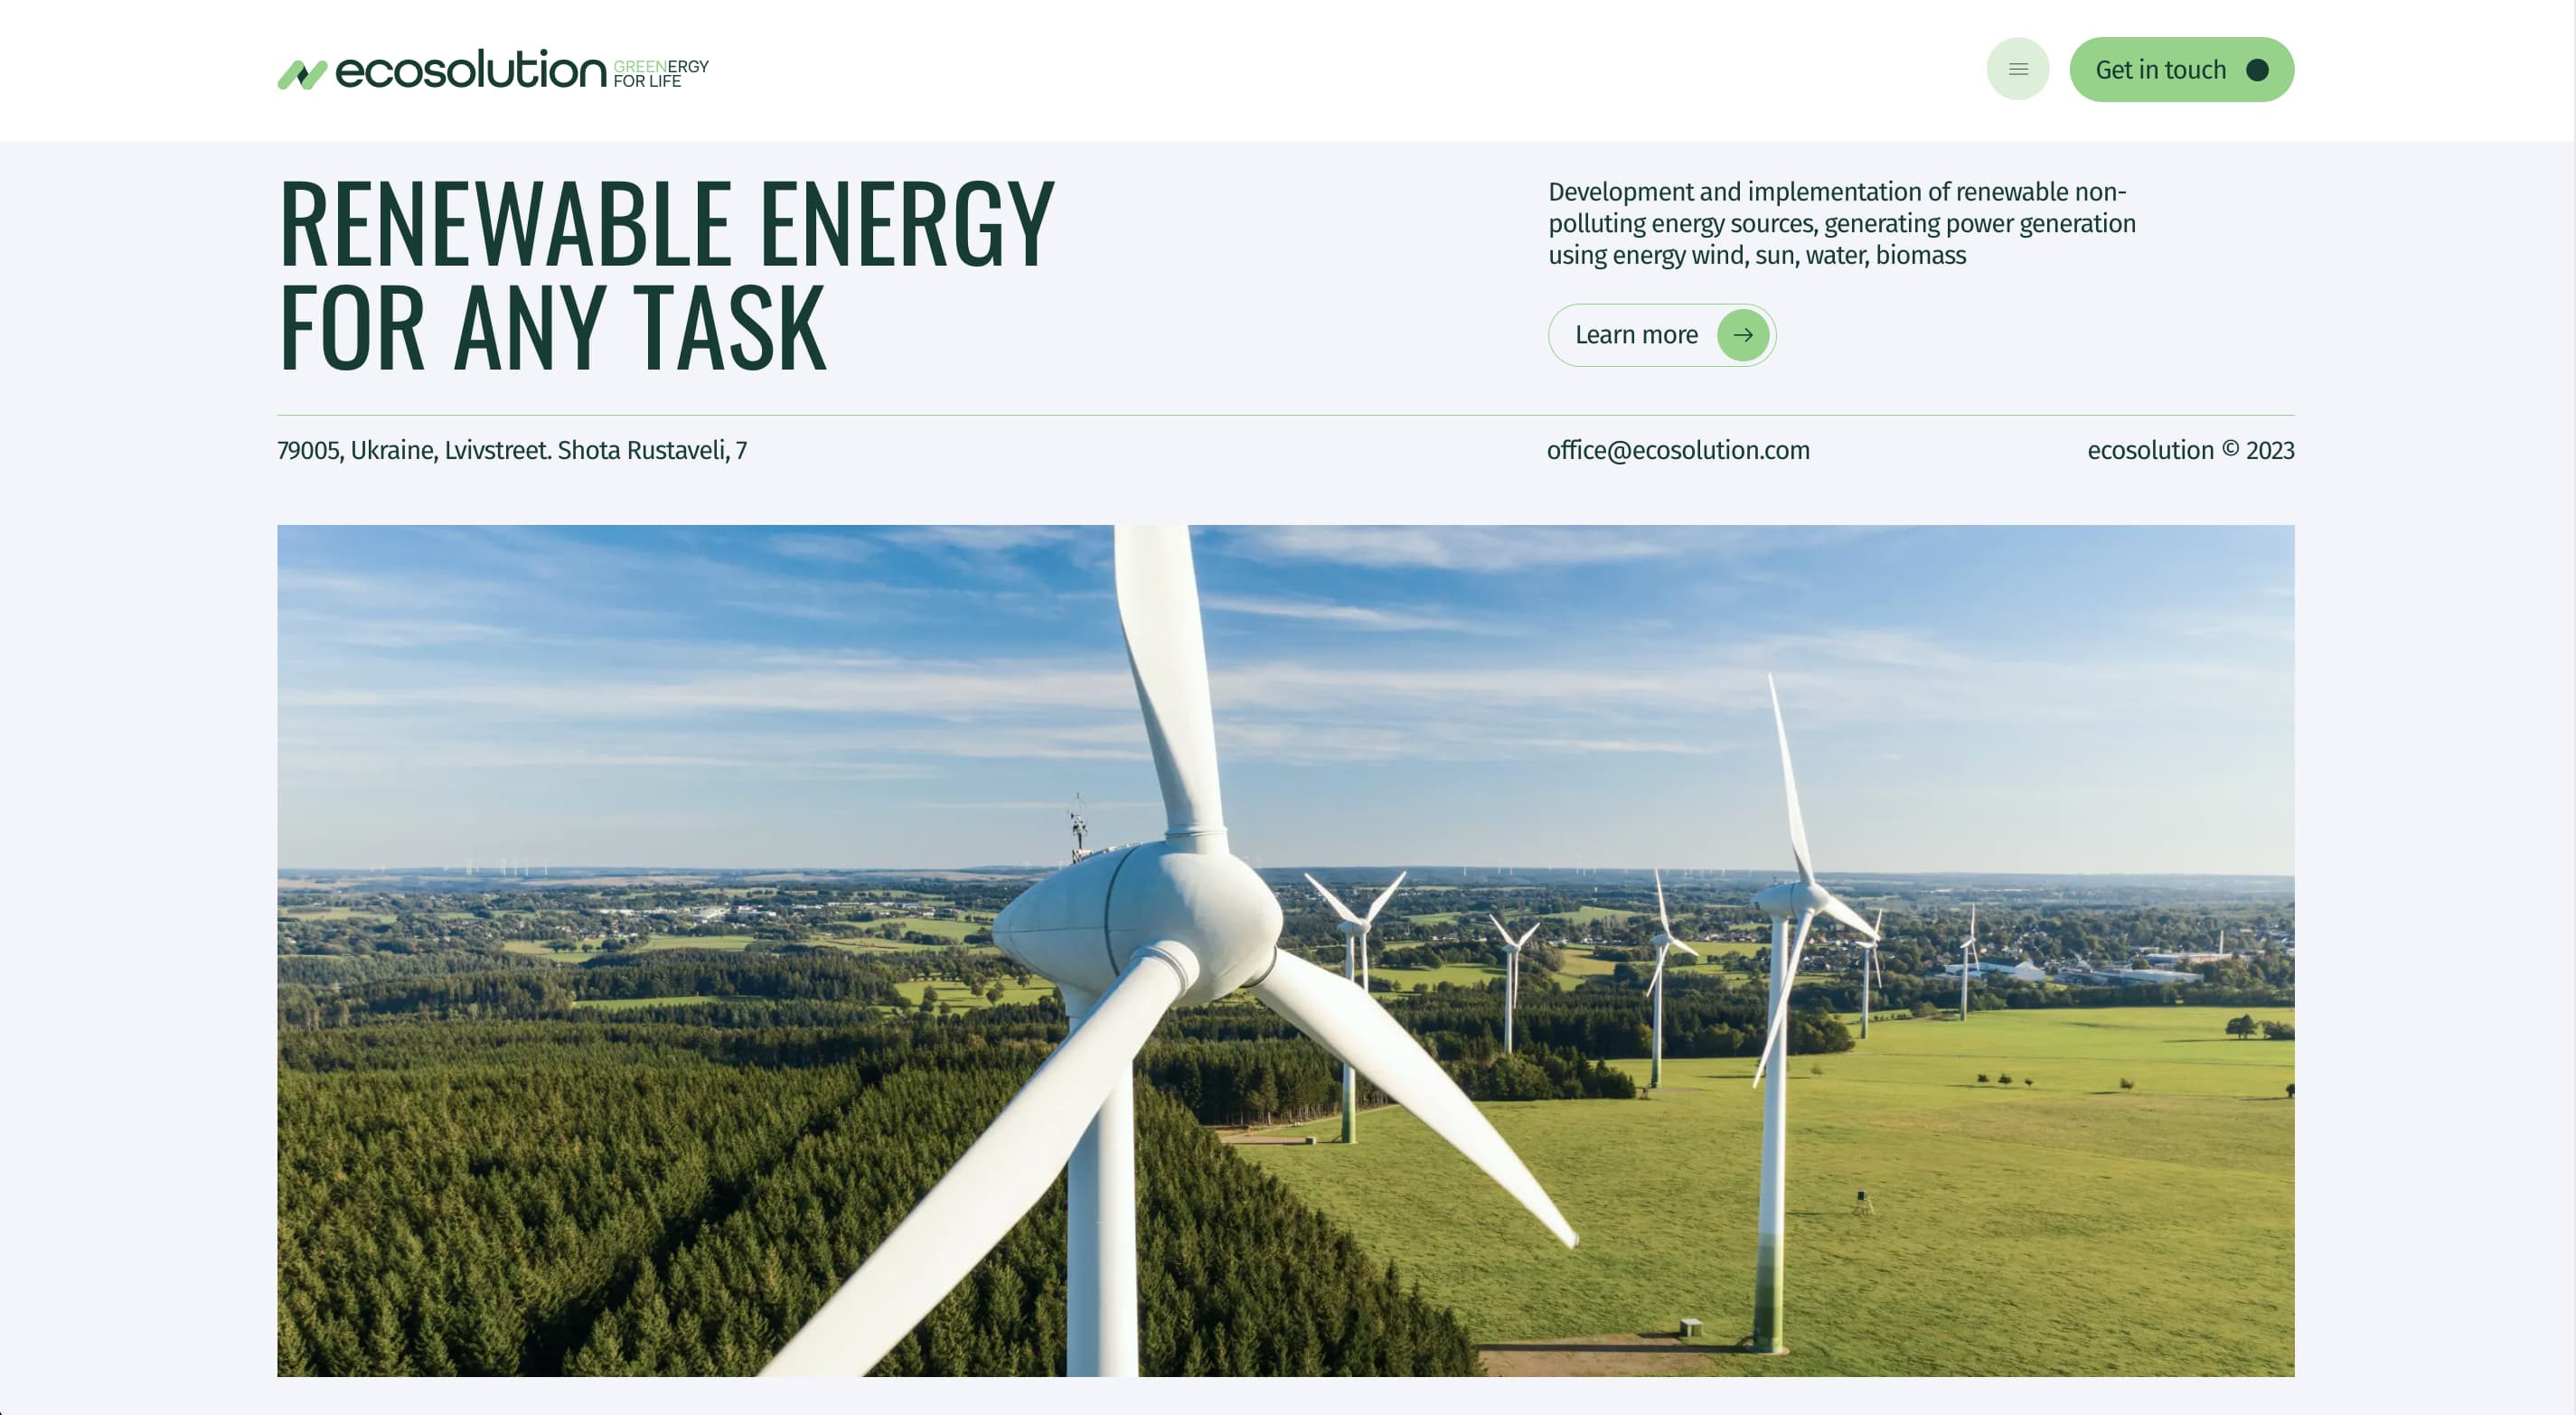 ecosolution
GREENERGY
FOR LIFE
Get in touch
RENEWABLE ENERGY
FOR ANY TASK
Development and implementation of renewable non-
polluting energy sources, generating power generation
using energy wind, sun, water, biomass
Learn more
79005, Ukraine, Lvivstreet. Shota Rustaveli, 7
office@ecosolution.com
ecosolution © 2023